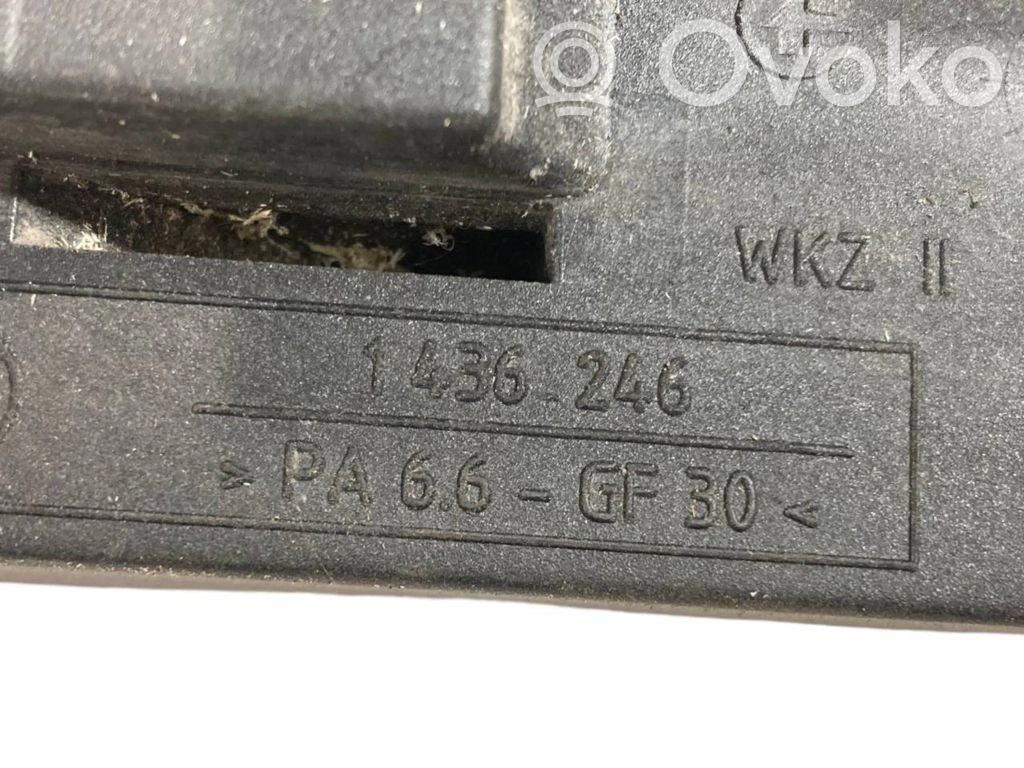 Ovoko
WKZ II
1 436 246
> PA 6.6 - GF 30 <